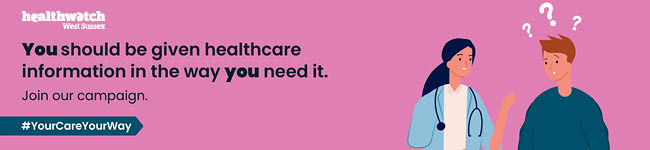 healthwatch
West Sussex
You should be given healthcare
information in the way you need it.
Join our campaign.
#YourCareYourWay
? ? ?